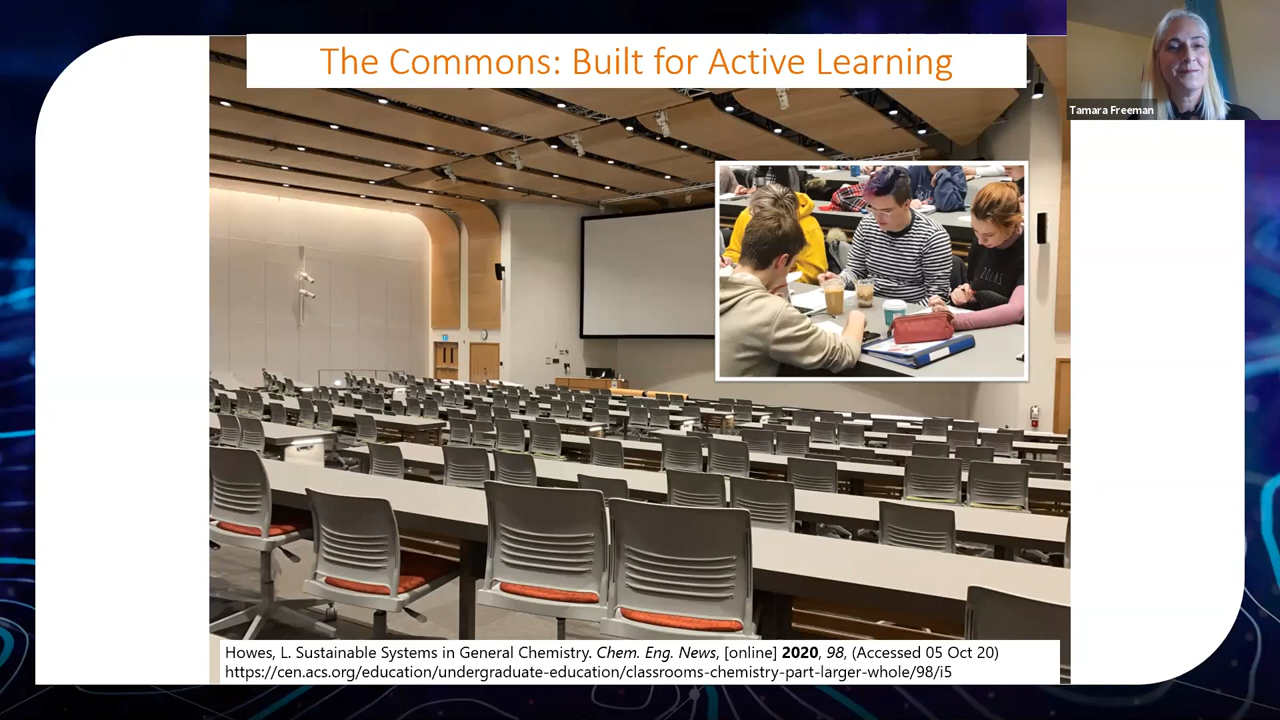 The Commons: Built for Active Learning
Tamara Freeman
ZOLAS
Howes, L. Sustainable Systems in General Chemistry. Chem. Eng. News, [online] 2020, 98, (Accessed 05 Oct 20)
https://cen.acs.org/education/undergraduate-education/classrooms-chemistry-part-larger-whole/98/i5